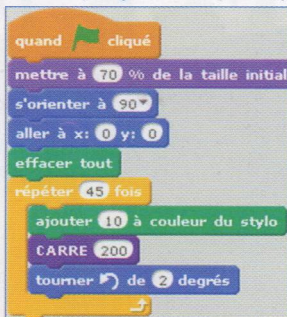 quand cliqué
mettre à 70 % de la taille initial
s'orienter à 90
aller à x: 0 y: 0
effacer tout
répéter 45 fois
ajouter 10 à couleur du stylo
CARRE 200
tourner de 2 degrés